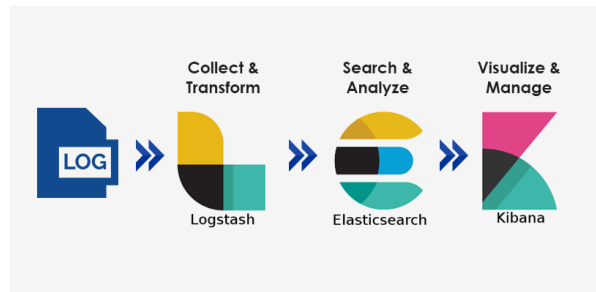 Collect &
Transform
Search &
Analyze
Visualize &
Manage
LOG
Logstash
Elasticsearch
Kibana